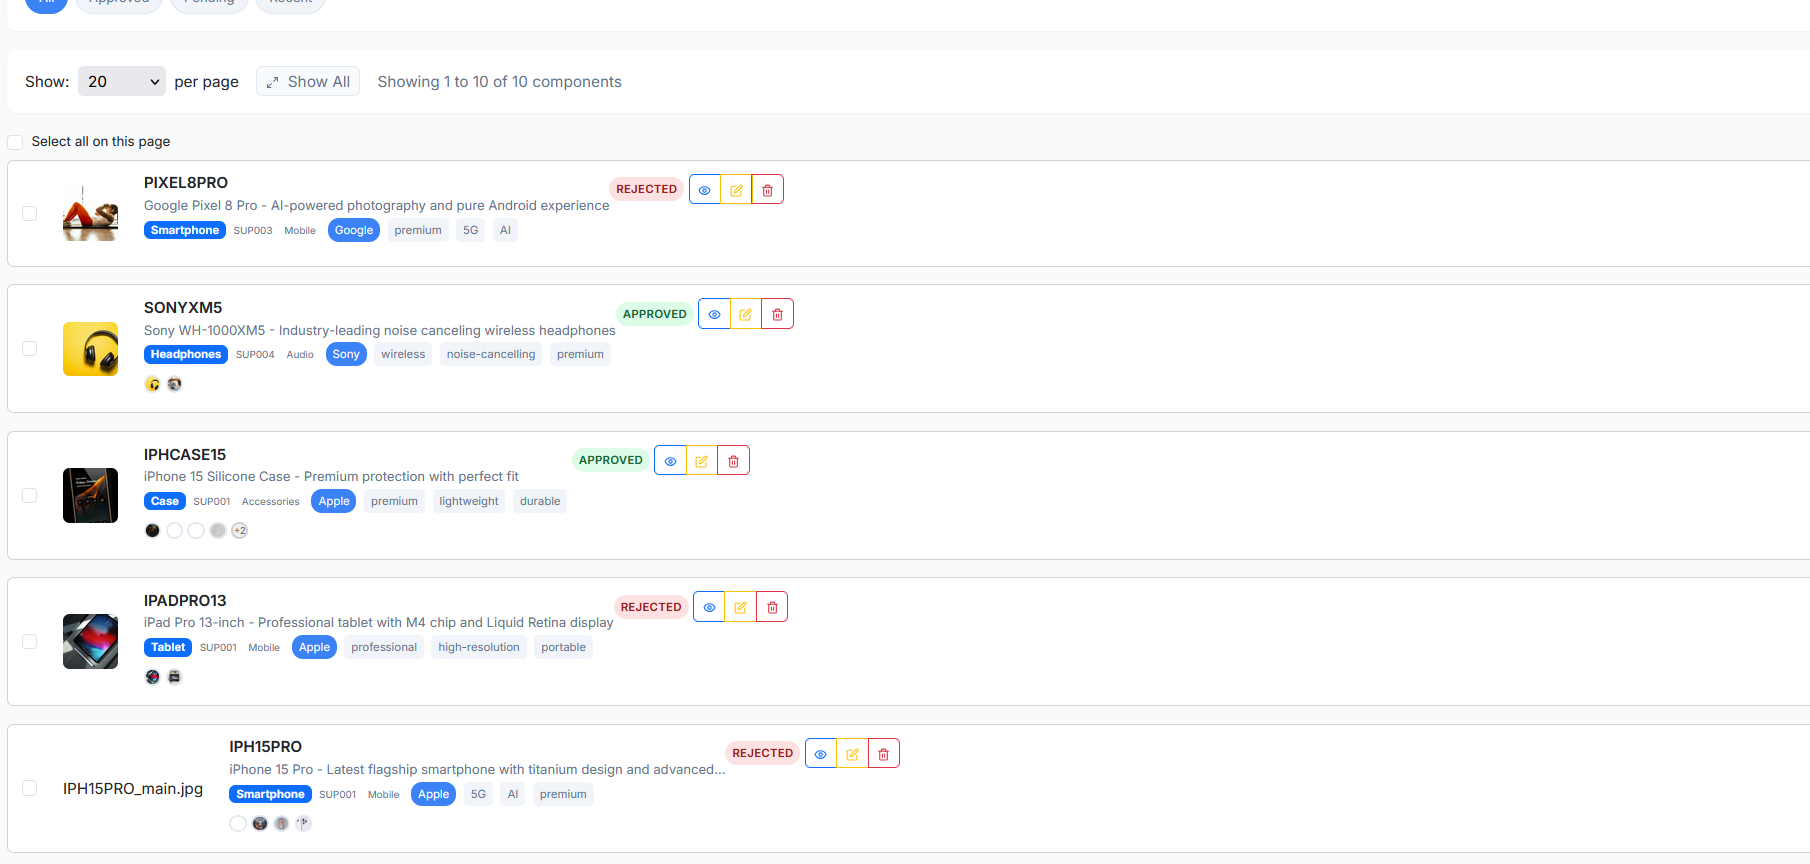 All Approved Pending Recent
Show: 20 per page Show All Showing 1 to 10 of 10 components
Select all on this page
PIXEL8PRO
REJECTED
Google Pixel 8 Pro - AI-powered photography and pure Android experience
Smartphone SUP003 Mobile Google premium 5G AI
SONYXM5
APPROVED
Sony WH-1000XM5 - Industry-leading noise canceling wireless headphones
Headphones SUP004 Audio Sony wireless noise-cancelling premium
IPHCASE15
APPROVED
iPhone 15 Silicone Case - Premium protection with perfect fit
Case SUP001 Accessories Apple premium lightweight durable
+2
IPADPRO13
REJECTED
iPad Pro 13-inch - Professional tablet with M4 chip and Liquid Retina display
Tablet SUP001 Mobile Apple professional high-resolution portable
IPH15PRO
REJECTED
iPhone 15 Pro - Latest flagship smartphone with titanium design and advanced...
IPH15PRO_main.jpg
Smartphone SUP001 Mobile Apple 5G AI premium